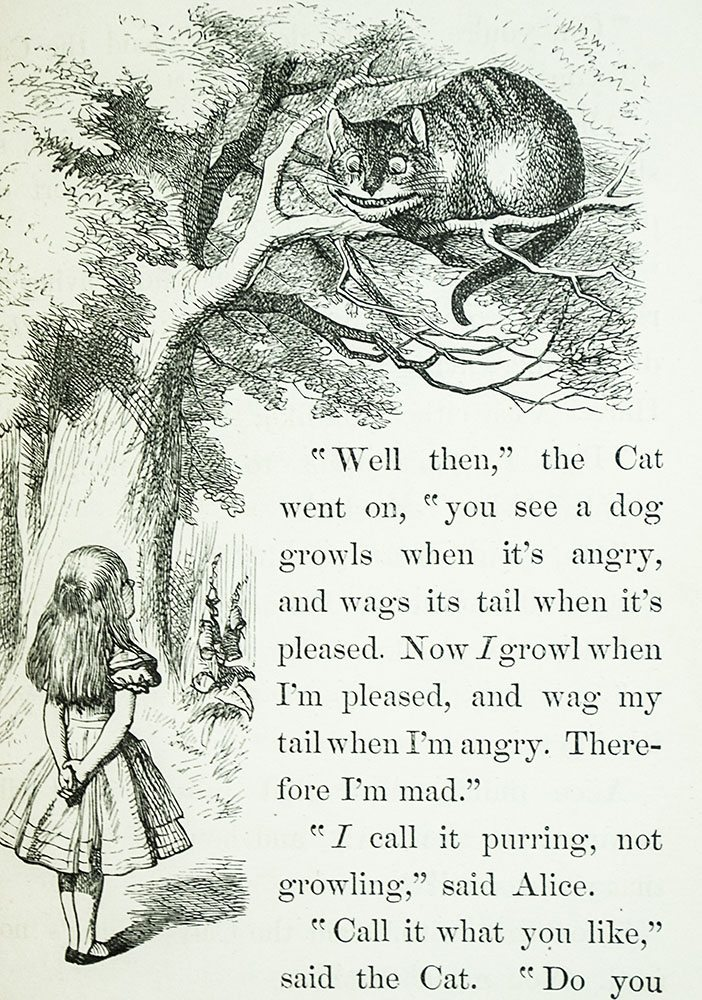 “Well then,” the Cat
went on, “you see a dog
growls when it’s angry,
and wags its tail when it’s
pleased. Now I growl when
I’m pleased, and wag my
tail when I’m angry. There-
fore I’m mad.”
“I call it purring, not
growling,” said Alice.
“Call it what you like,”
said the Cat. “Do you